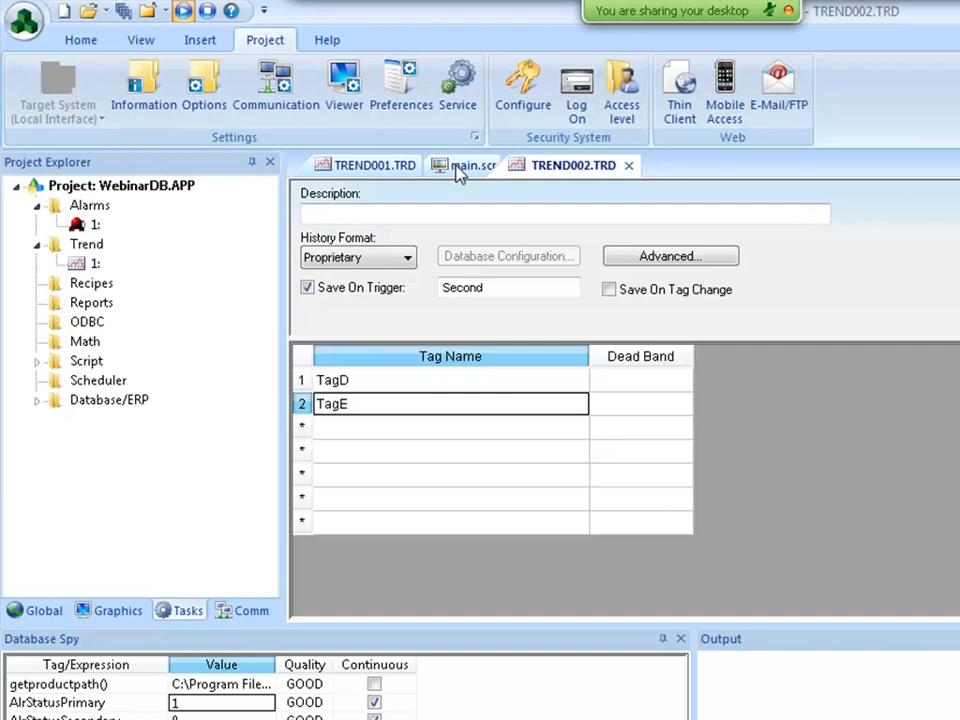 You are sharing your desktop
- TREND002.TRD
Home View Insert Project Help
Target System
(Local Interface)
Information Options Communication Viewer Preferences Service
Configure
Log
On
Access
level
Thin
Client
Mobile
Access
E-Mail/FTP
Settings
Security System
Web
Project Explorer
TREND001.TRD main.scr TREND002.TRD
Project: WebinarDB.APP
Alarms
1:
Trend
1:
Recipes
Reports
ODBC
Math
Script
Scheduler
Database/ERP
Description:
History Format:
Proprietary
Database Configuration...
Advanced...
Save On Trigger:
Second
Save On Tag Change
Tag Name Dead Band
1 TagD
2 TagE
*
*
*
*
*
Global Graphics Tasks Comm
Database Spy
Output
Tag/Expression Value Quality Continuous
getproductpath() C:\Program File... GOOD
AlrStatusPrimary 1 GOOD